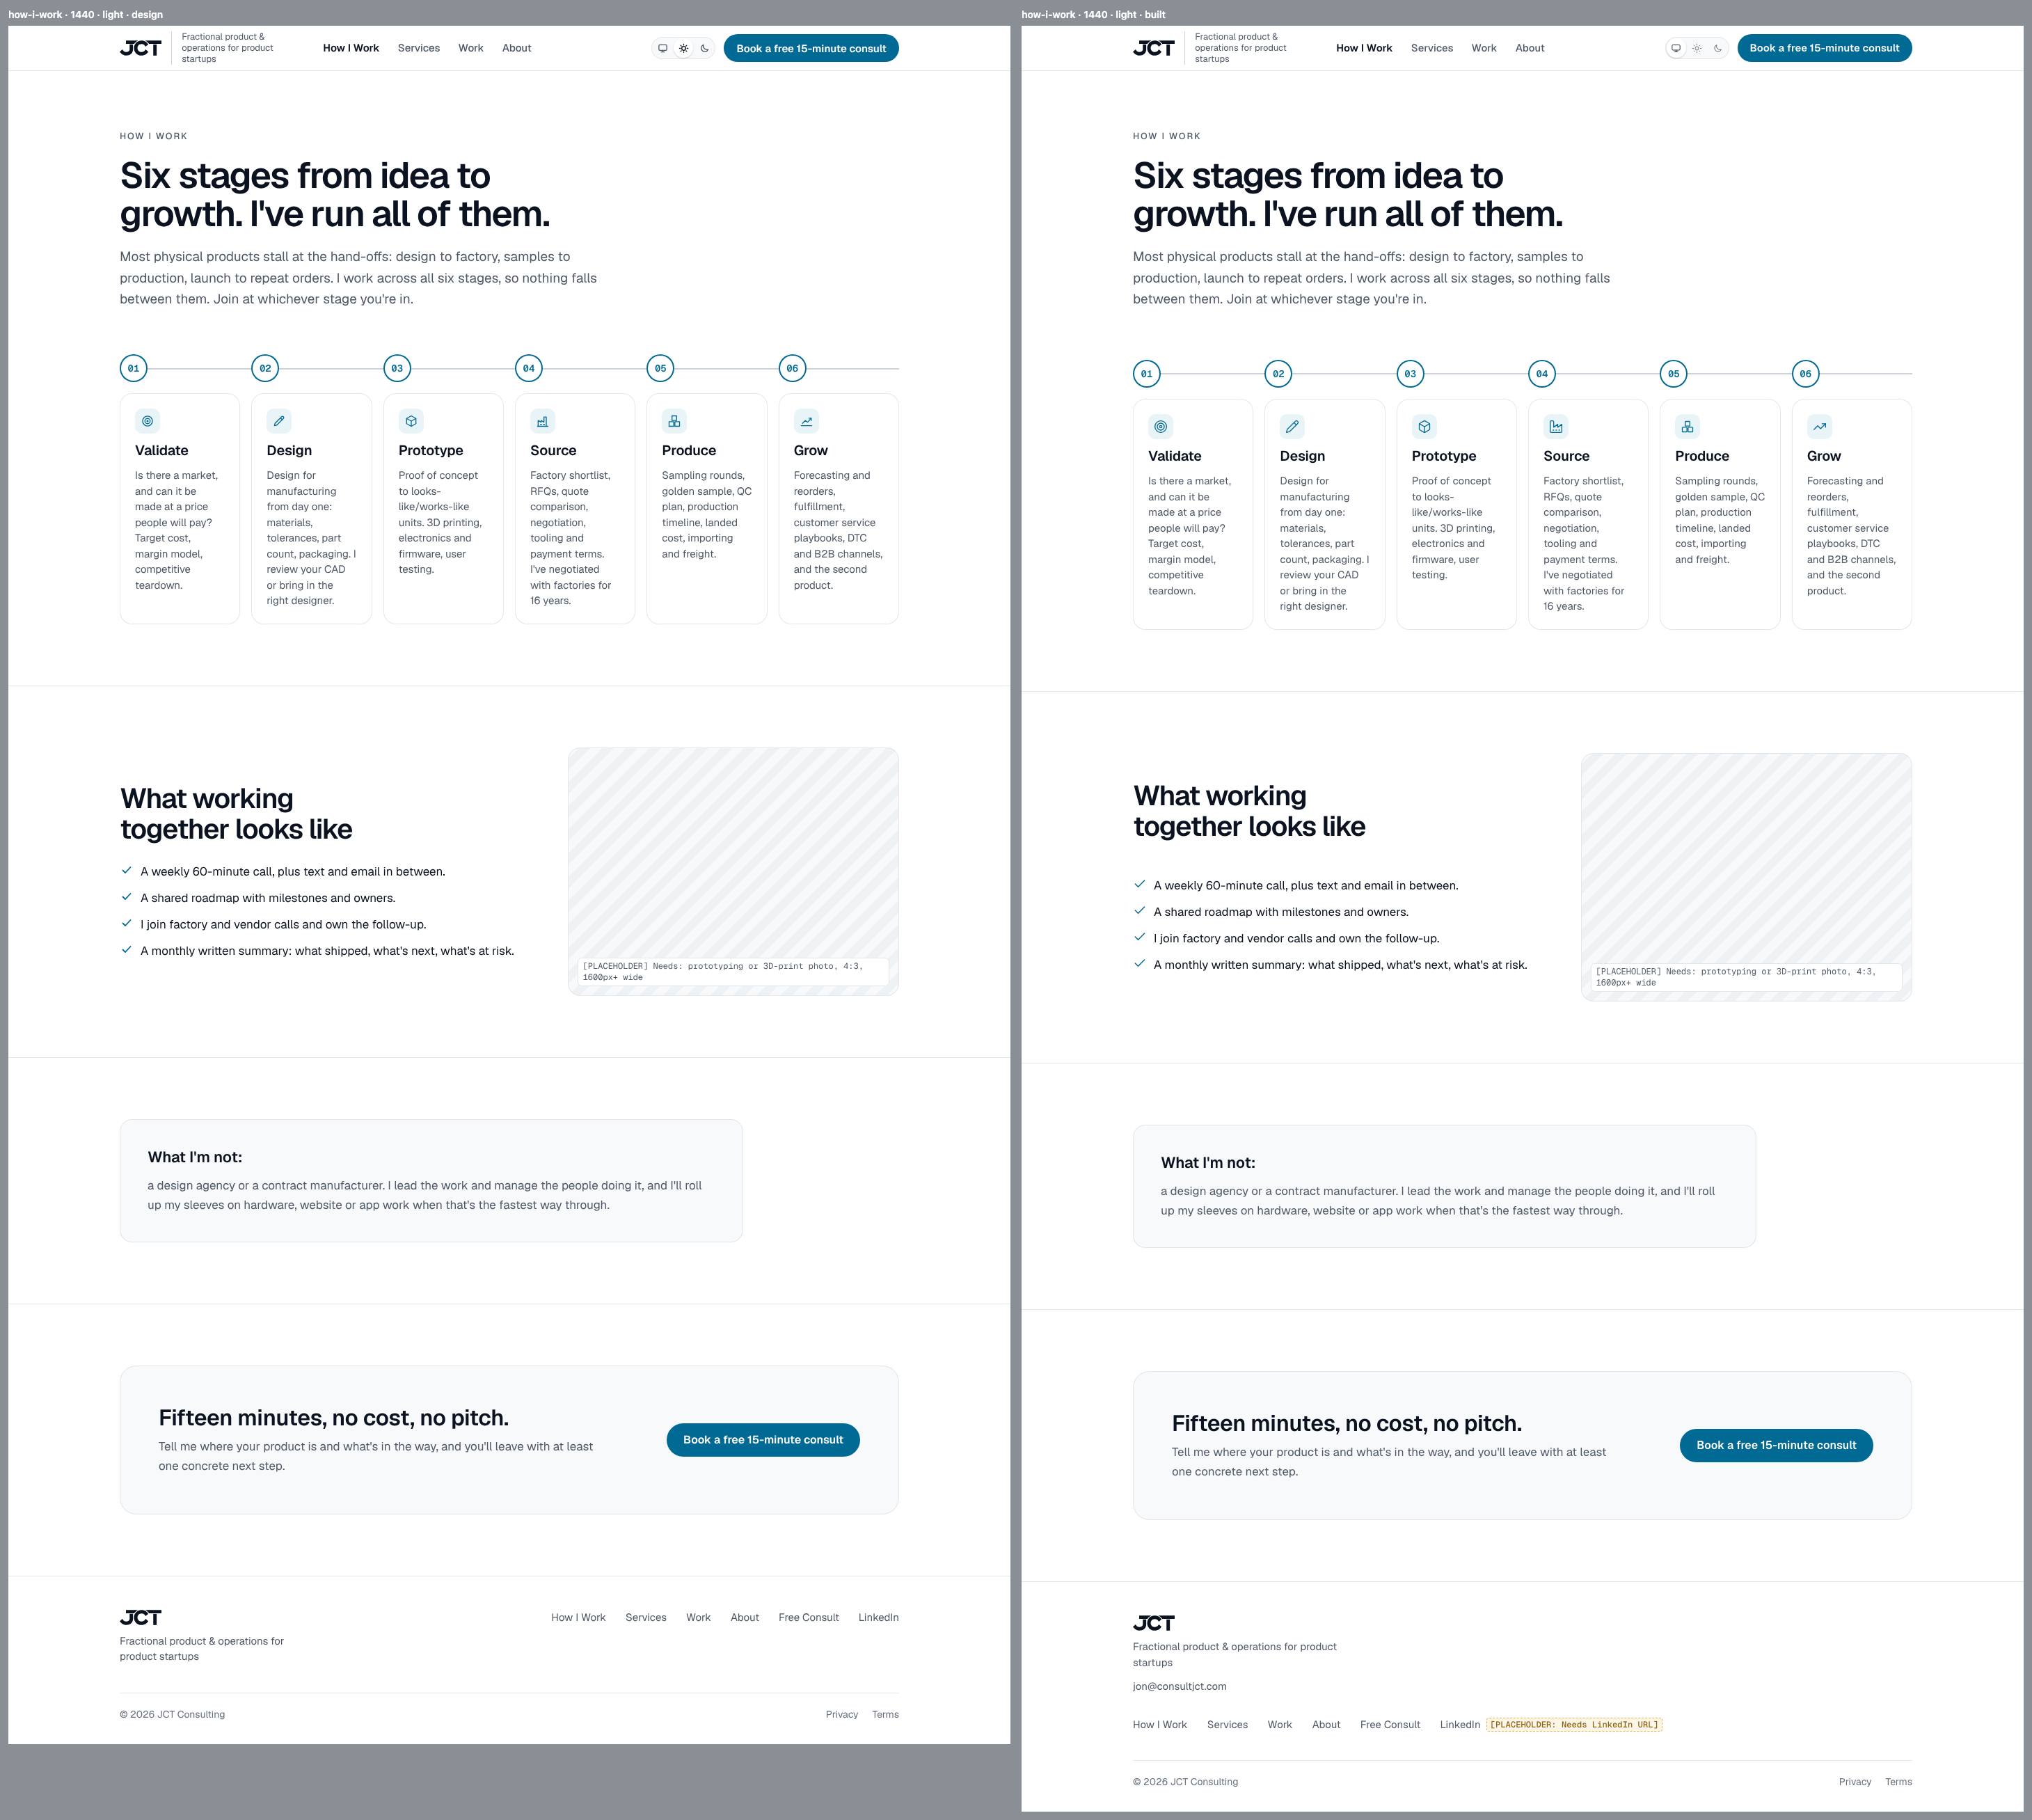 how-i-work · 1440 · light · design
JCT
Fractional product &
operations for product
startups
How I Work
Services
Work
About
Book a free 15-minute consult
HOW I WORK
Six stages from idea to
growth. I've run all of them.
Most physical products stall at the hand-offs: design to factory, samples to
production, launch to repeat orders. I work across all six stages, so nothing falls
between them. Join at whichever stage you're in.
01
02
03
04
05
06
Validate
Is there a market,
and can it be
made at a price
people will pay?
Target cost,
margin model,
competitive
teardown.
Design
Design for
manufacturing
from day one:
materials,
tolerances, part
count, packaging. I
review your CAD
or bring in the
right designer.
Prototype
Proof of concept
to looks-
like/works-like
units. 3D printing,
electronics and
firmware, user
testing.
Source
Factory shortlist,
RFQs, quote
comparison,
negotiation,
tooling and
payment terms.
I've negotiated
with factories for
16 years.
Produce
Sampling rounds,
golden sample, QC
plan, production
timeline, landed
cost, importing
and freight.
Grow
Forecasting and
reorders,
fulfillment,
customer service
playbooks, DTC
and B2B channels,
and the second
product.
What working
together looks like
A weekly 60-minute call, plus text and email in between.
A shared roadmap with milestones and owners.
I join factory and vendor calls and own the follow-up.
A monthly written summary: what shipped, what's next, what's at risk.
[PLACEHOLDER] Needs: prototyping or 3D-print photo, 4:3,
1600px+ wide
What I'm not:
a design agency or a contract manufacturer. I lead the work and manage the people doing it, and I'll roll
up my sleeves on hardware, website or app work when that's the fastest way through.
Fifteen minutes, no cost, no pitch.
Tell me where your product is and what's in the way, and you'll leave with at least
one concrete next step.
Book a free 15-minute consult
JCT
Fractional product & operations for
product startups
How I Work
Services
Work
About
Free Consult
LinkedIn
© 2026 JCT Consulting
Privacy
Terms
how-i-work · 1440 · light · built
JCT
Fractional product &
operations for product
startups
How I Work
Services
Work
About
Book a free 15-minute consult
HOW I WORK
Six stages from idea to
growth. I've run all of them.
Most physical products stall at the hand-offs: design to factory, samples to
production, launch to repeat orders. I work across all six stages, so nothing falls
between them. Join at whichever stage you're in.
01
02
03
04
05
06
Validate
Is there a market,
and can it be
made at a price
people will pay?
Target cost,
margin model,
competitive
teardown.
Design
Design for
manufacturing
from day one:
materials,
tolerances, part
count, packaging. I
review your CAD
or bring in the
right designer.
Prototype
Proof of concept
to looks-
like/works-like
units. 3D printing,
electronics and
firmware, user
testing.
Source
Factory shortlist,
RFQs, quote
comparison,
negotiation,
tooling and
payment terms.
I've negotiated
with factories for
16 years.
Produce
Sampling rounds,
golden sample, QC
plan, production
timeline, landed
cost, importing
and freight.
Grow
Forecasting and
reorders,
fulfillment,
customer service
playbooks, DTC
and B2B channels,
and the second
product.
What working
together looks like
A weekly 60-minute call, plus text and email in between.
A shared roadmap with milestones and owners.
I join factory and vendor calls and own the follow-up.
A monthly written summary: what shipped, what's next, what's at risk.
[PLACEHOLDER] Needs: prototyping or 3D-print photo, 4:3,
1600px+ wide
What I'm not:
a design agency or a contract manufacturer. I lead the work and manage the people doing it, and I'll roll
up my sleeves on hardware, website or app work when that's the fastest way through.
Fifteen minutes, no cost, no pitch.
Tell me where your product is and what's in the way, and you'll leave with at least
one concrete next step.
Book a free 15-minute consult
JCT
Fractional product & operations for product
startups
jon@consultjct.com
How I Work
Services
Work
About
Free Consult
LinkedIn
[PLACEHOLDER: Needs LinkedIn URL]
© 2026 JCT Consulting
Privacy
Terms